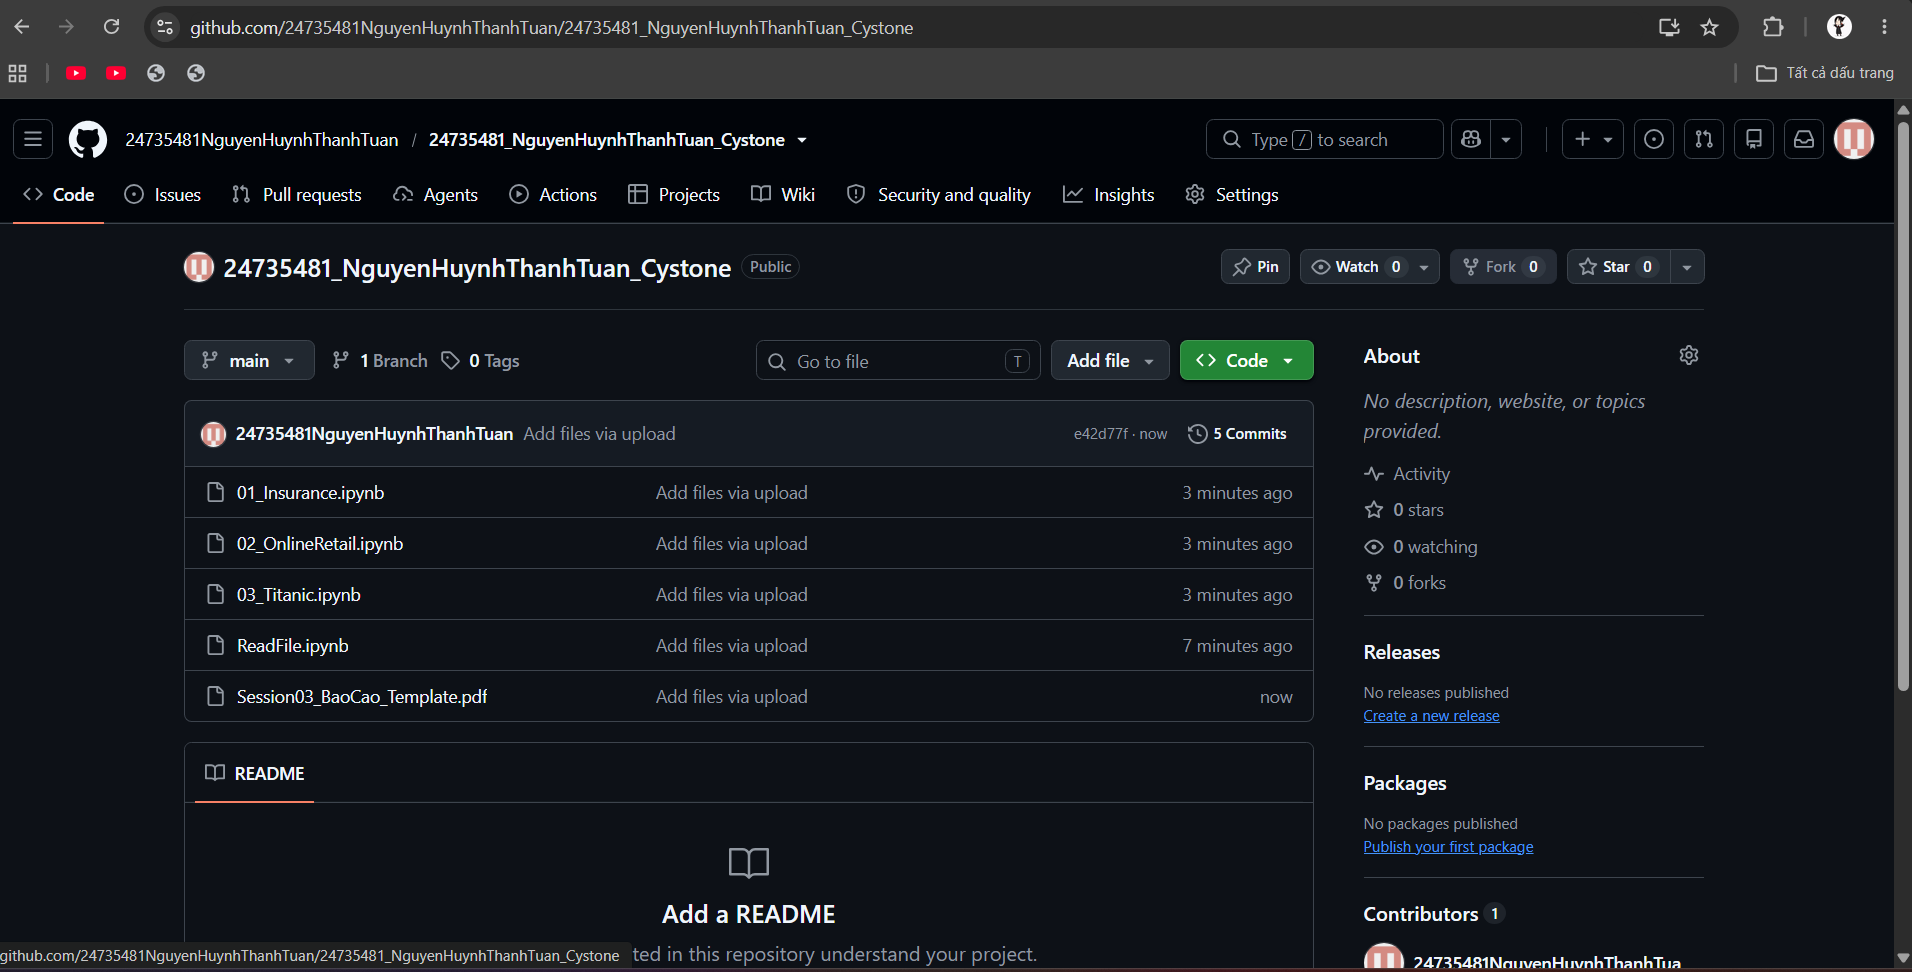 github.com/24735481NguyenHuynhThanhTuan/24735481_NguyenHuynhThanhTuan_Cystone
Tất cả dấu trang
24735481NguyenHuynhThanhTuan / 24735481_NguyenHuynhThanhTuan_Cystone
Type / to search
Code Issues Pull requests Agents Actions Projects Wiki Security and quality Insights Settings
24735481_NguyenHuynhThanhTuan_Cystone Public
Pin Watch 0 Fork 0 Star 0
main 1 Branch 0 Tags
Go to file T
Add file Code
24735481NguyenHuynhThanhTuan Add files via upload e42d77f · now 5 Commits
01_Insurance.ipynb Add files via upload 3 minutes ago
02_OnlineRetail.ipynb Add files via upload 3 minutes ago
03_Titanic.ipynb Add files via upload 3 minutes ago
ReadFile.ipynb Add files via upload 7 minutes ago
Session03_BaoCao_Template.pdf Add files via upload now
README
Add a README
ted in this repository understand your project.
About
No description, website, or topics
provided.
Activity
0 stars
0 watching
0 forks
Releases
No releases published
Create a new release
Packages
No packages published
Publish your first package
Contributors 1
24735481NguyenHuynhThanhTua
github.com/24735481NguyenHuynhThanhTuan/24735481_NguyenHuynhThanhTuan_Cystone